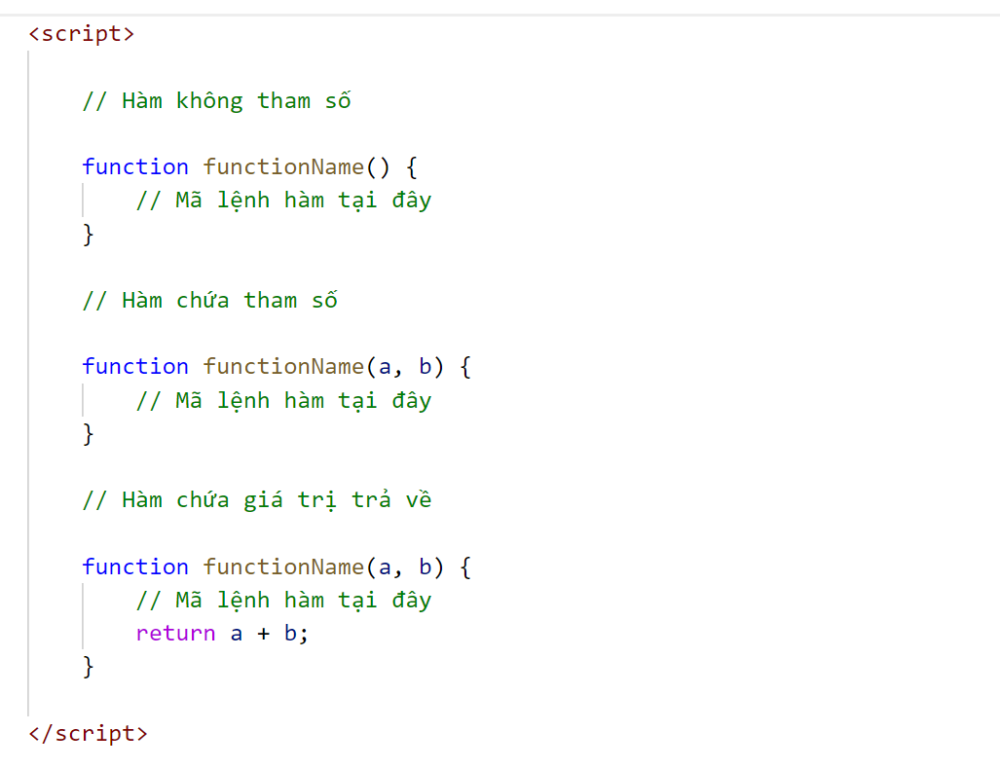 <script>
// Hàm không tham số
function functionName() {
// Mã lệnh hàm tại đây
}
// Hàm chứa tham số
function functionName(a, b) {
// Mã lệnh hàm tại đây
}
// Hàm chứa giá trị trả về
function functionName(a, b) {
// Mã lệnh hàm tại đây
return a + b;
}
</script>